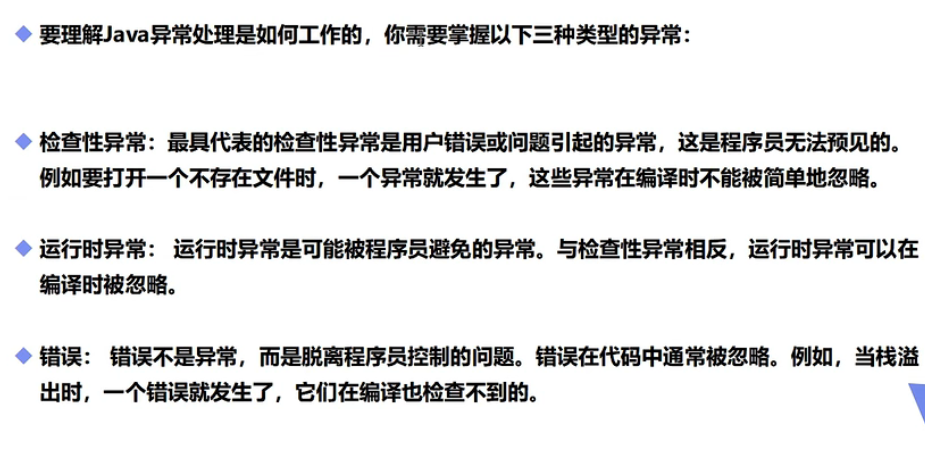 要理解Java异常处理是如何工作的，你需要掌握以下三种类型的异常：
检查性异常：最具代表的检查性异常是用户错误或问题引起的异常，这是程序员无法预见的。
例如要打开一个不存在文件时，一个异常就发生了，这些异常在编译时不能被简单地忽略。
运行时异常： 运行时异常是可能被程序员避免的异常。与检查性异常相反，运行时异常可以在
编译时被忽略。
错误： 错误不是异常，而是脱离程序员控制的问题。错误在代码中通常被忽略。例如，当栈溢
出时，一个错误就发生了，它们在编译也检查不到的。